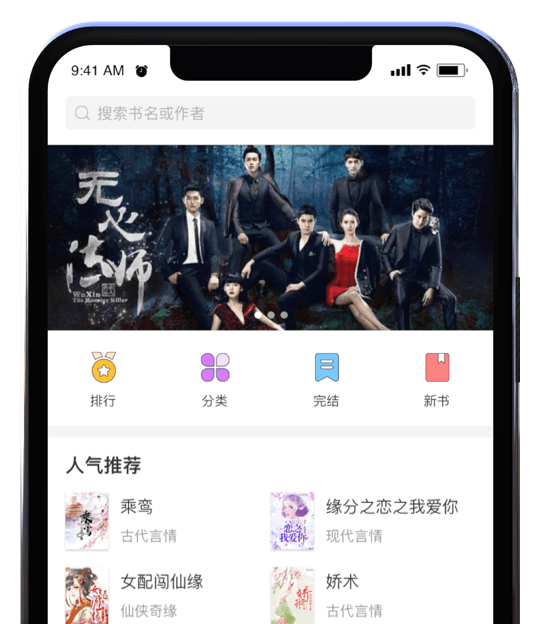 9:41 AM
搜索书名或作者
无心
法师
WuXin
The Monster Killer
排行
分类
完结
新书
人气推荐
乘鸾
古代言情
缘分之恋之我爱你
现代言情
女配闯仙缘
仙侠奇缘
娇术
古代言情